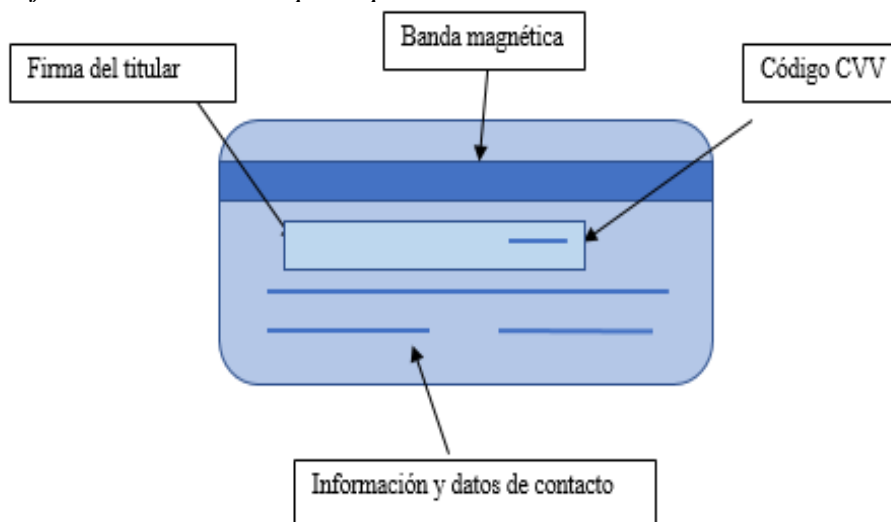 Banda magnética
Firma del titular
Código CVV
Información y datos de contacto